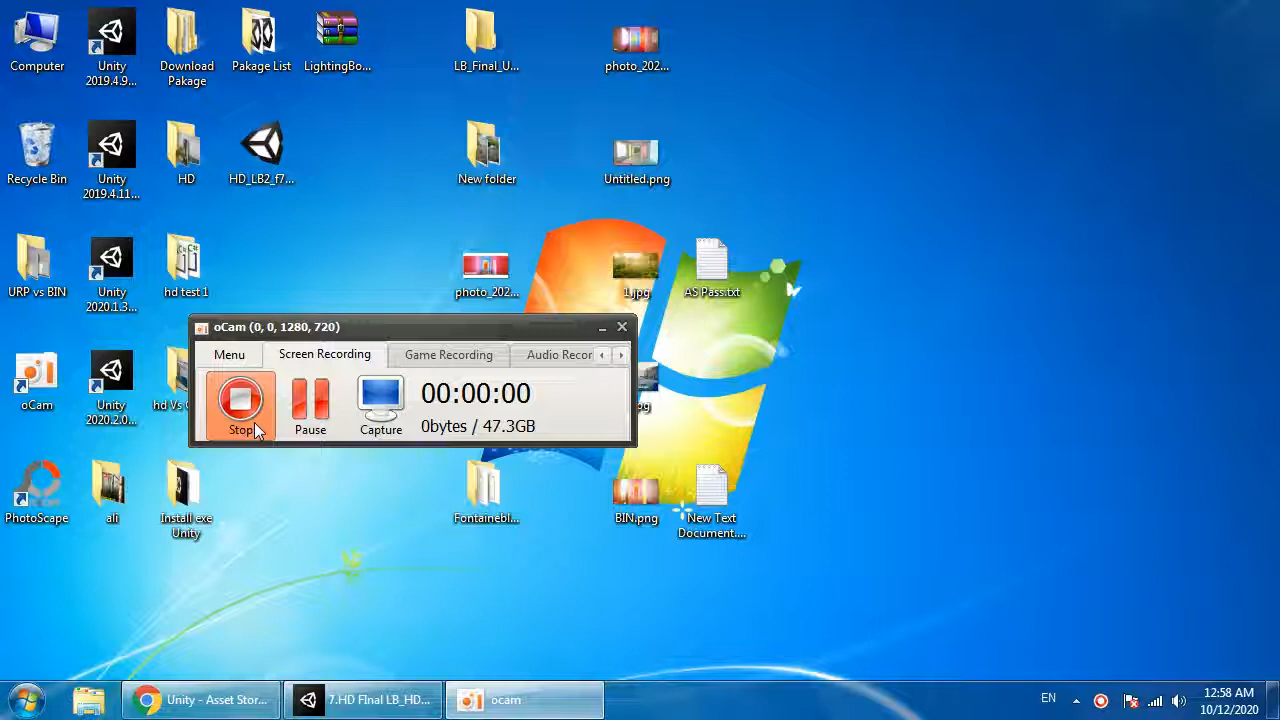 Computer
Unity
2019.4.9...
Download
Pakage
Pakage List
LightingBo...
LB_Final_U...
photo_202...
Recycle Bin
Unity
2019.4.11...
HD
HD_LB2_f7...
New folder
Untitled.png
URP vs BIN
Unity
2020.1.3...
hd test 1
photo_202...
1.jpg
AS Pass.txt
oCam (0, 0, 1280, 720)
Menu
Screen Recording
Game Recording
Audio Recor
00:00:00
Stop
Pause
Capture
0bytes / 47.3GB
oCam
Unity
2020.2.0...
PhotoScape
ali
Install exe
Unity
Fontainebl...
BIN.png
New Text
Document....
Unity - Asset Stor...
7.HD FInal LB_HD...
ocam
EN
12:58 AM
10/12/2020